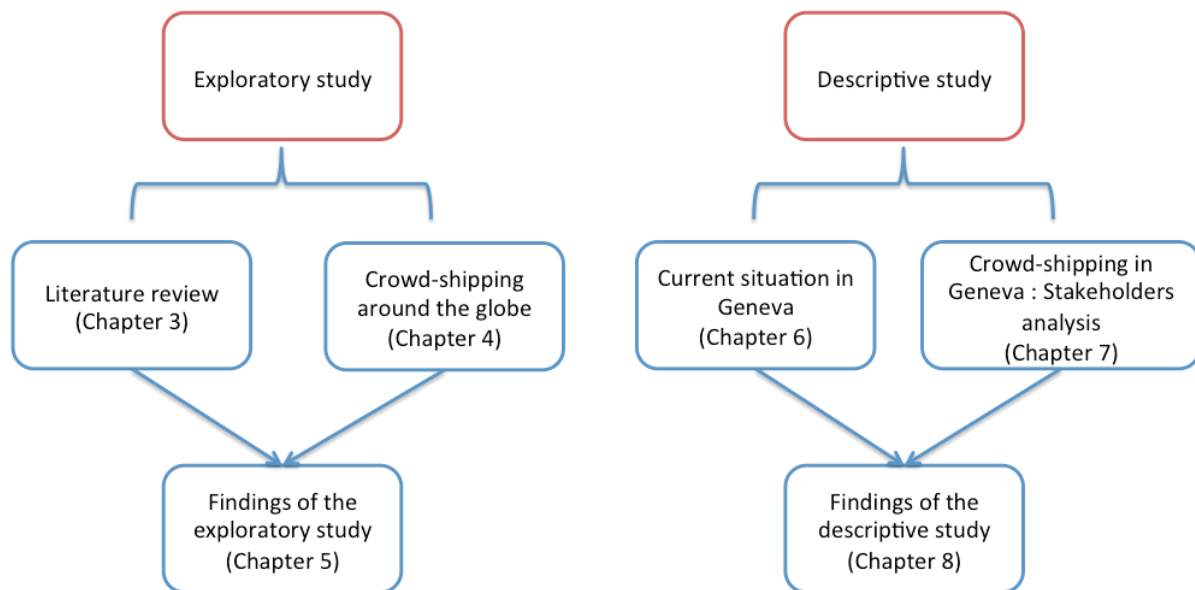 Exploratory study
Descriptive study
Literature review
(Chapter 3)
Crowd-shipping
around the globe
(Chapter 4)
Current situation in
Geneva
(Chapter 6)
Crowd-shipping in
Geneva : Stakeholders
analysis
(Chapter 7)
Findings of the
exploratory study
(Chapter 5)
Findings of the
descriptive study
(Chapter 8)